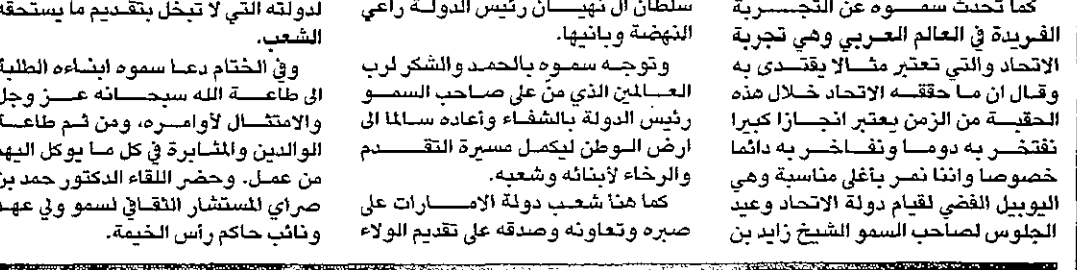 كما تحدث سموه عن التجربة
الفريدة في العالم العربي وهي تجربة
الاتحاد والتي تعتبر مثالا يقتدى به
وقال ان ما حققه الاتحاد خلال هذه
الحقبة من الزمن يعتبر انجازا كبيرا
نفتخر به دوما ونفاخر به دائما
خصوصا واننا نمر بأغلى مناسبة وهي
اليوبيل الفضي لقيام دولة الاتحاد وعيد
الجلوس لصاحب السمو الشيخ زايد بن
سلطان آل نهيان رئيس الدولة راعي
النهضة وبانيها.
وتوجه سموه بالحمد والشكر لرب
العالمين الذي منّ على صاحب السمو
رئيس الدولة بالشفاء وأعاده سالما الى
ارض الوطن ليكمل مسيرة التقدم
والرخاء لأبنائه وشعبه.
كما هنأ شعب دولة الامارات على
صبره وتعاونه وصدقه على تقديم الولاء
لدولته التي لا تبخل بتقديم ما يستحقه
الشعب.
وفي الختام دعا سموه ابناءه الطلبة
الى طاعة الله سبحانه عز وجل
والامتثال لأوامره، ومن ثم طاعة
الوالدين والمثابرة في كل ما يوكل اليهم
من عمل. وحضر اللقاء الدكتور حمد بن
صراي المستشار الثقافي لسمو ولي عهد
ونائب حاكم رأس الخيمة.